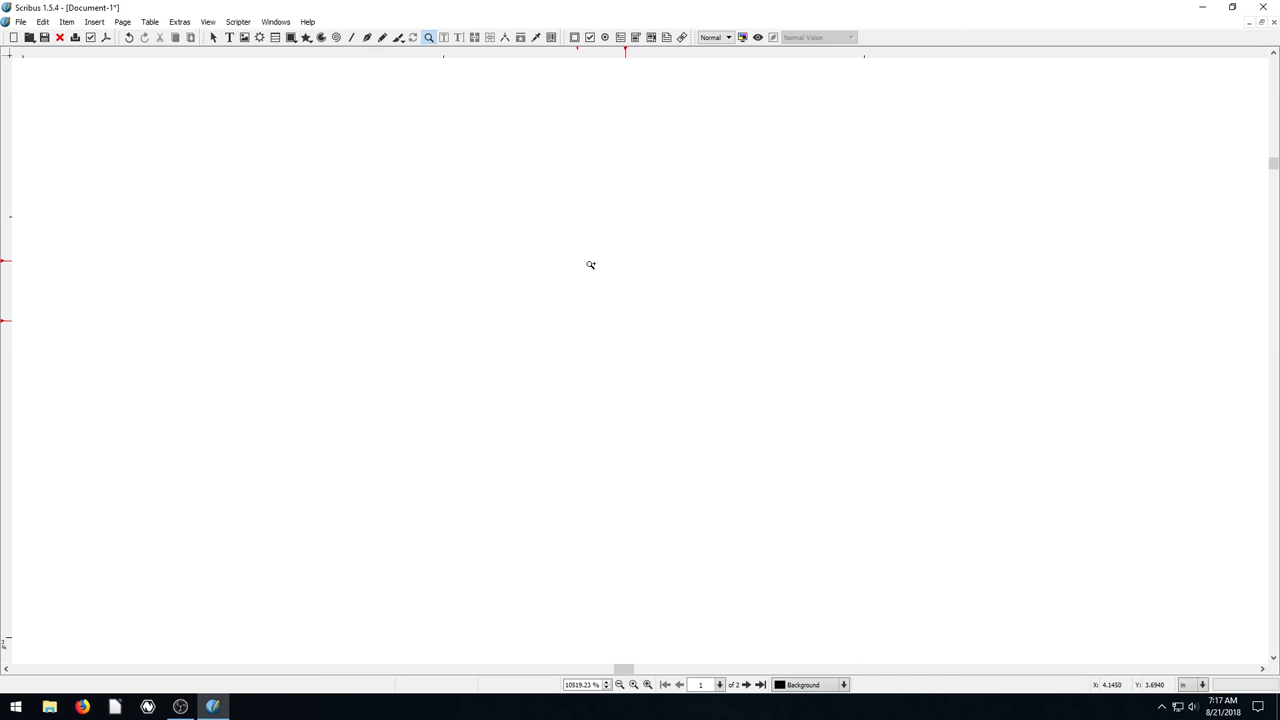 Scribus 1.5.4 - [Document-1*]
File Edit Item Insert Page Table Extras View Scripter Windows Help
Normal Normal Vision
3
10519.23 % 1 of 2 Background X: 4.1450 Y: 3.6940 in
7:17 AM
8/21/2018